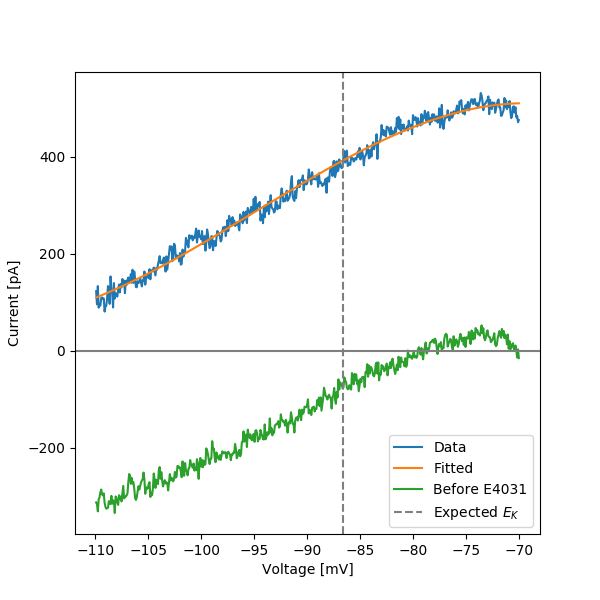 400
200
0
−200
Current [pA]
−110 −105 −100 −95 −90 −85 −80 −75 −70
Voltage [mV]
Data
Fitted
Before E4031
Expected E_K